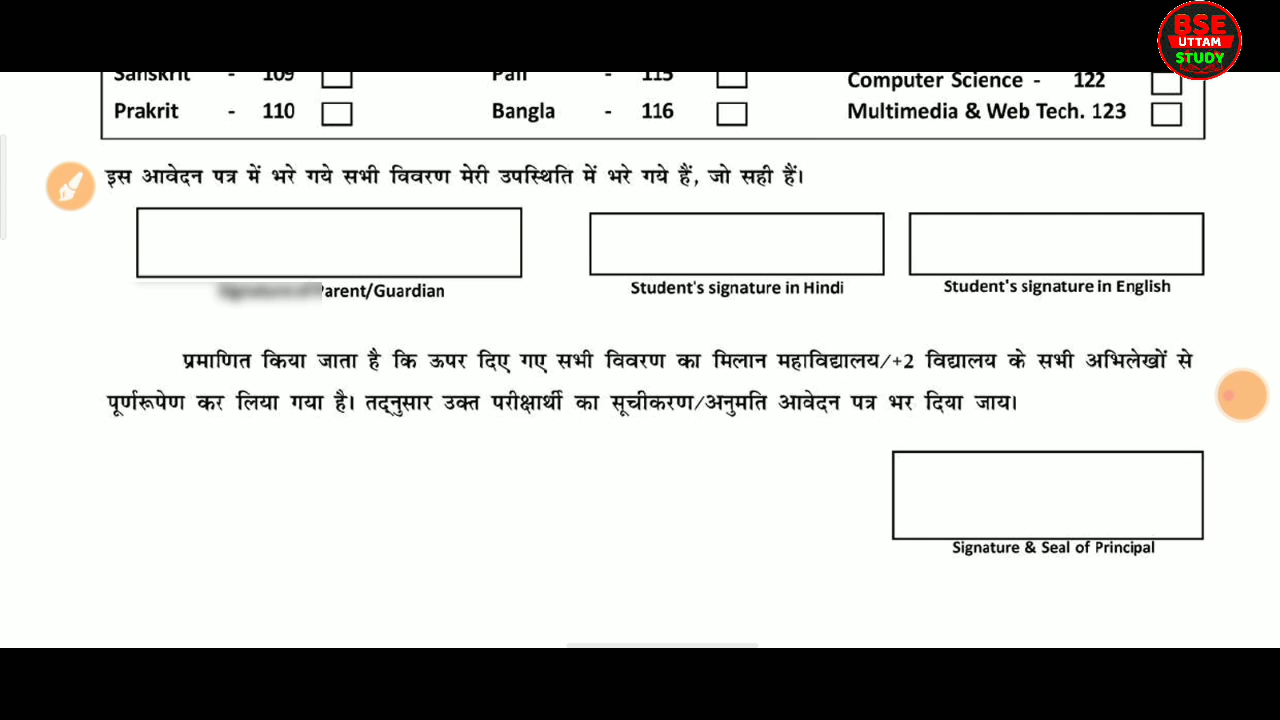 BSE
UTTAM
STUDY
Sanskrit - 109
Pali - 115
Computer Science - 122
Prakrit - 110
Bangla - 116
Multimedia & Web Tech. 123
इस आवेदन पत्र में भरे गये सभी विवरण मेरी उपस्थिति में भरे गये हैं, जो सही हैं।
Parent/Guardian
Student's signature in Hindi
Student's signature in English
प्रमाणित किया जाता है कि ऊपर दिए गए सभी विवरण का मिलान महाविद्यालय/+2 विद्यालय के सभी अभिलेखों से
पूर्णरूपेण कर लिया गया है। तद्नुसार उक्त परीक्षार्थी का सूचीकरण/अनुमति आवेदन पत्र भर दिया जाय।
Signature & Seal of Principal